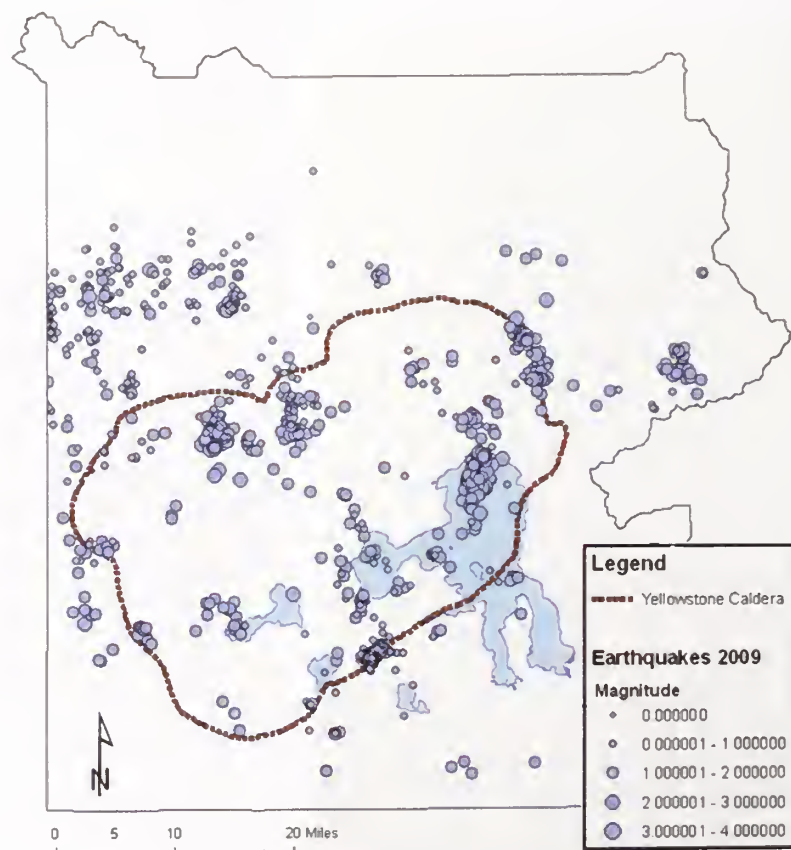 Legend
Yellowstone Caldera
Earthquakes 2009
Magnitude
0 000000
0 000001 - 1 000000
1 000001 - 2 000000
2 000001 - 3 000000
3.000001 - 4 000000
N
0 5 10 20 Miles